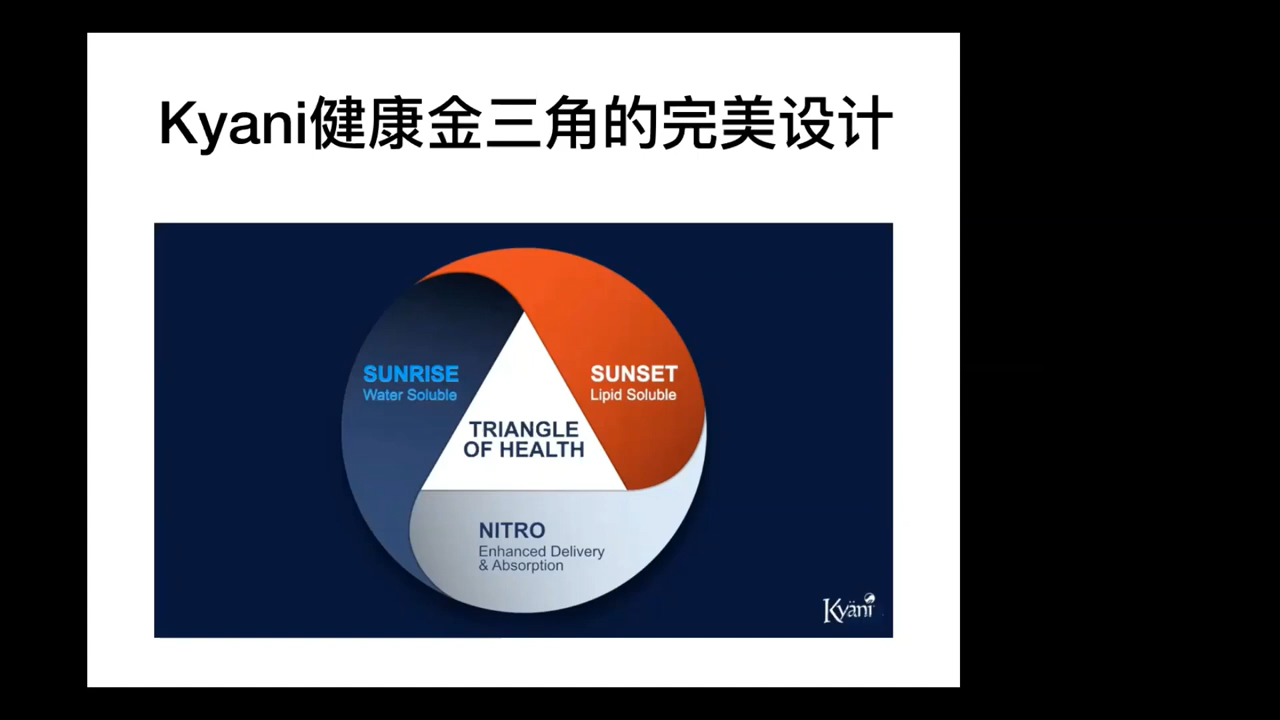 Kyani健康金三角的完美设计
SUNRISE
Water Soluble
SUNSET
Lipid Soluble
TRIANGLE
OF HEALTH
NITRO
Enhanced Delivery
& Absorption
Kyäni